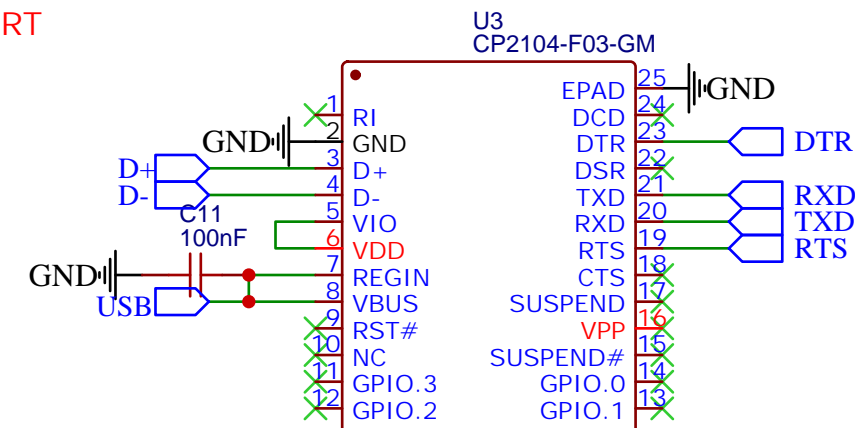 RT
U3
CP2104-F03-GM
1 RI
GND 2 GND
D+ 3 D+
D- 4 D-
C11
100nF
5 VIO
6 VDD
GND 7 REGIN
USB 8 VBUS
9 RST#
10 NC
11 GPIO.3
12 GPIO.2
EPAD 25 GND
DCD 24
DTR 23 DTR
DSR 22
TXD 21 RXD
RXD 20 TXD
RTS 19 RTS
CTS 18
SUSPEND 17
VPP 16
SUSPEND# 15
GPIO.0 14
GPIO.1 13